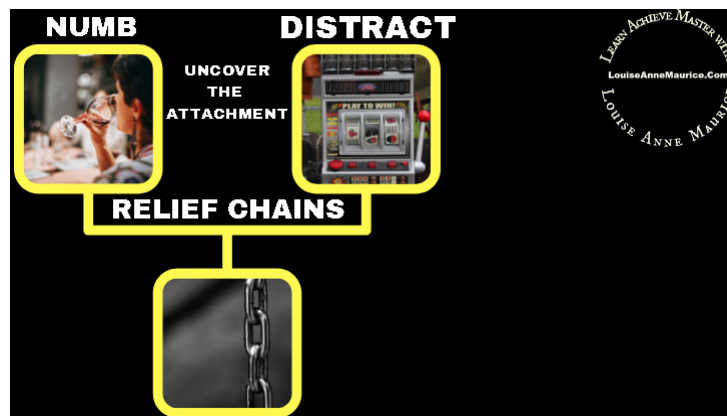 NUMB
DISTRACT
UNCOVER
THE
ATTACHMENT
PLAY TO WIN!
RELIEF CHAINS
LEARN ACHIEVE MASTER WITH
LouiseAnneMaurice.Com
LOUISE ANNE MAURICE